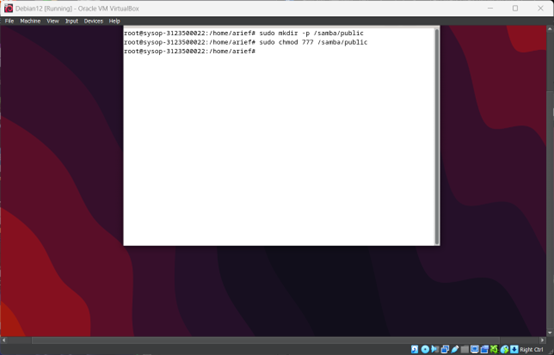 Debian12 [Running] - Oracle VM VirtualBox
File Machine View Input Devices Help
root@sysop-3123500022:/home/arief# sudo mkdir -p /samba/public
root@sysop-3123500022:/home/arief# sudo chmod 777 /samba/public
root@sysop-3123500022:/home/arief#
Right Ctrl